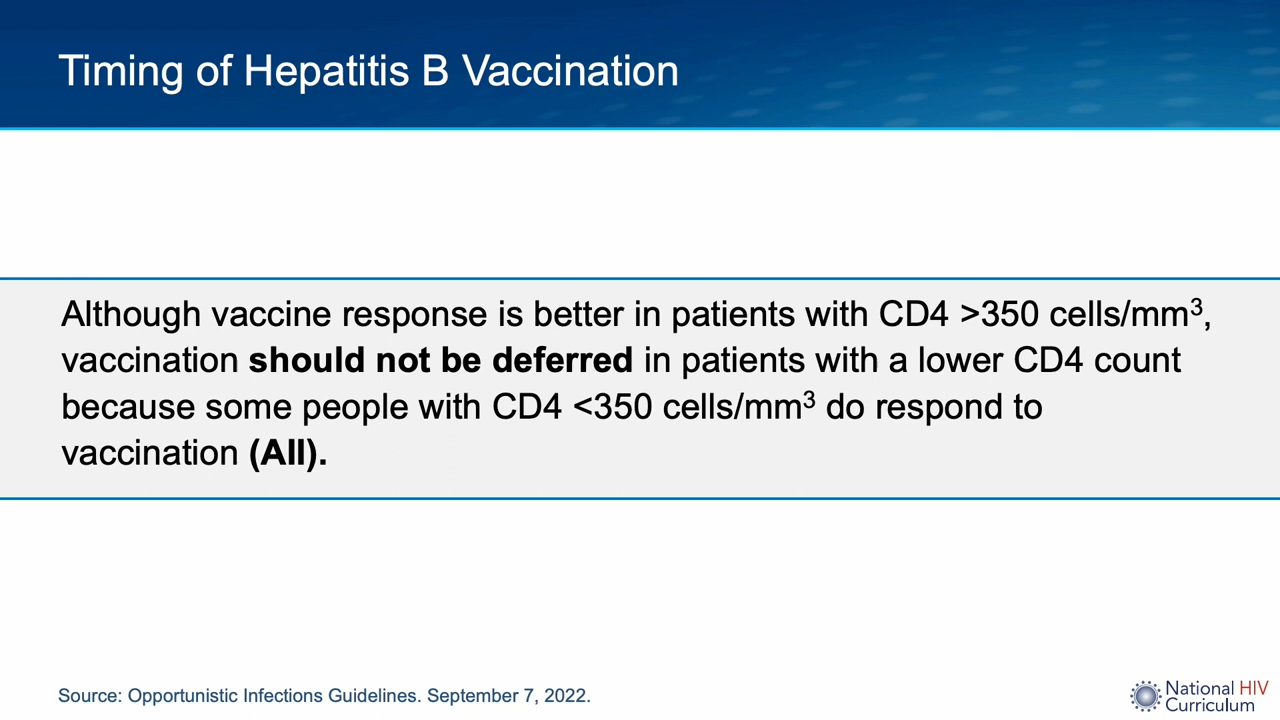 Timing of Hepatitis B Vaccination
Although vaccine response is better in patients with CD4 >350 cells/mm³,
vaccination should not be deferred in patients with a lower CD4 count
because some people with CD4 <350 cells/mm³ do respond to
vaccination (AII).
Source: Opportunistic Infections Guidelines. September 7, 2022.
National HIV
Curriculum